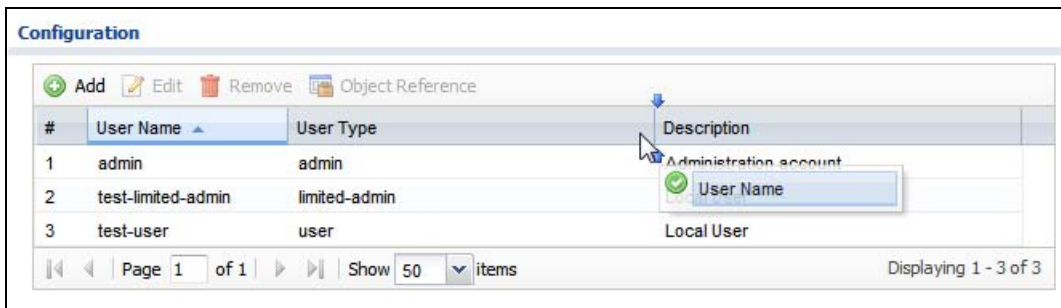 Configuration
Add Edit Remove Object Reference
# User Name User Type Description
1 admin admin Administration account
User Name
2 test-limited-admin limited-admin
3 test-user user Local User
Page 1 of 1 Show 50 items Displaying 1 - 3 of 3